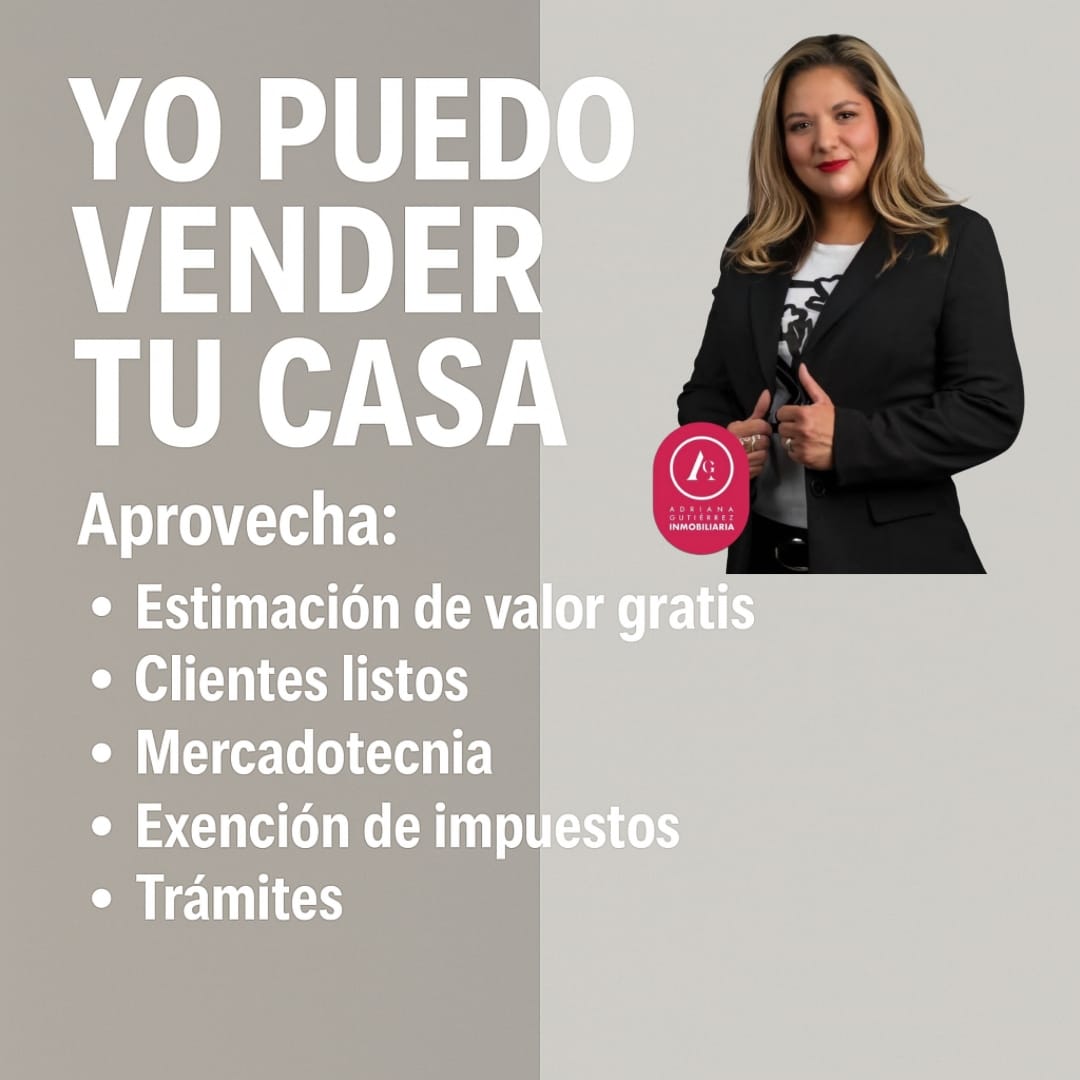 YO PUEDO
VENDER
TU CASA
Aprovecha:
• Estimación de valor gratis
• Clientes listos
• Mercadotecnia
• Exención de impuestos
• Trámites
AG
ADRIANA
GUTIÉRREZ
INMOBILIARIA